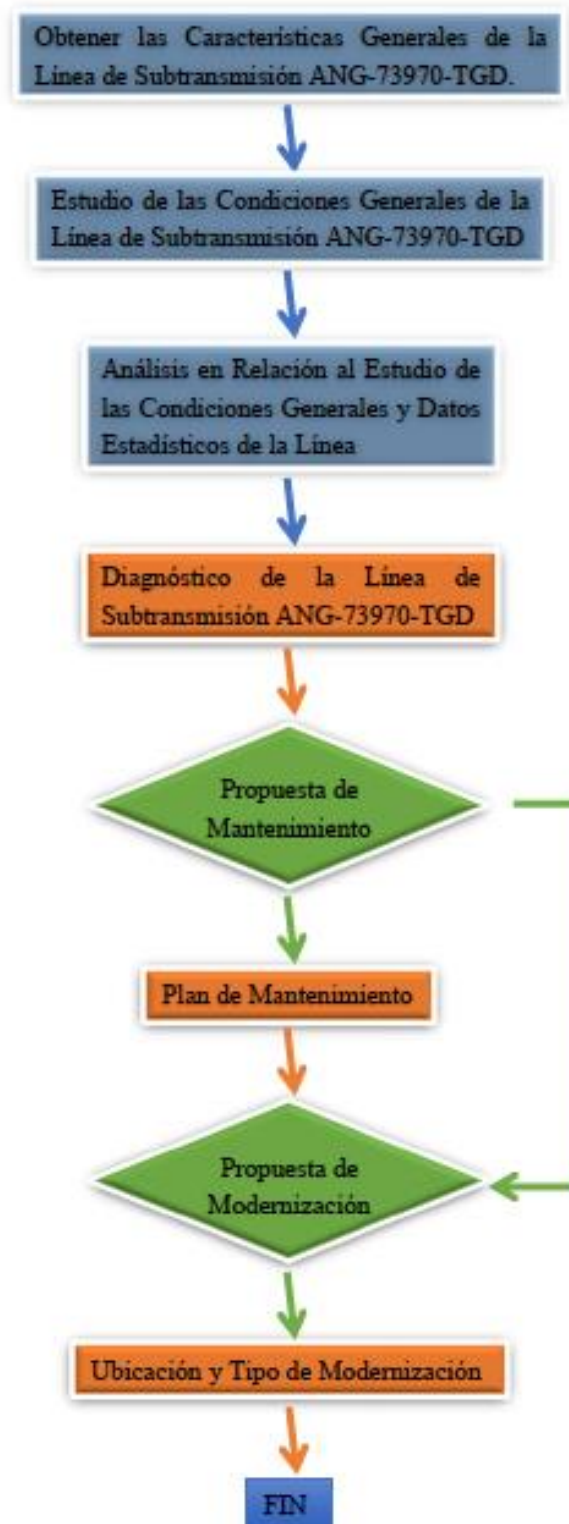 Obtener las Características Generales de la
Línea de Subtransmisión ANG-73970-TGD.
Estudio de las Condiciones Generales de la
Línea de Subtransmisión ANG-73970-TGD
Análisis en Relación al Estudio de
las Condiciones Generales y Datos
Estadísticos de la Línea
Diagnóstico de la Línea de
Subtransmisión ANG-73970-TGD
Propuesta de
Mantenimiento
Plan de Mantenimiento
Propuesta de
Modernización
Ubicación y Tipo de Modernización
FIN